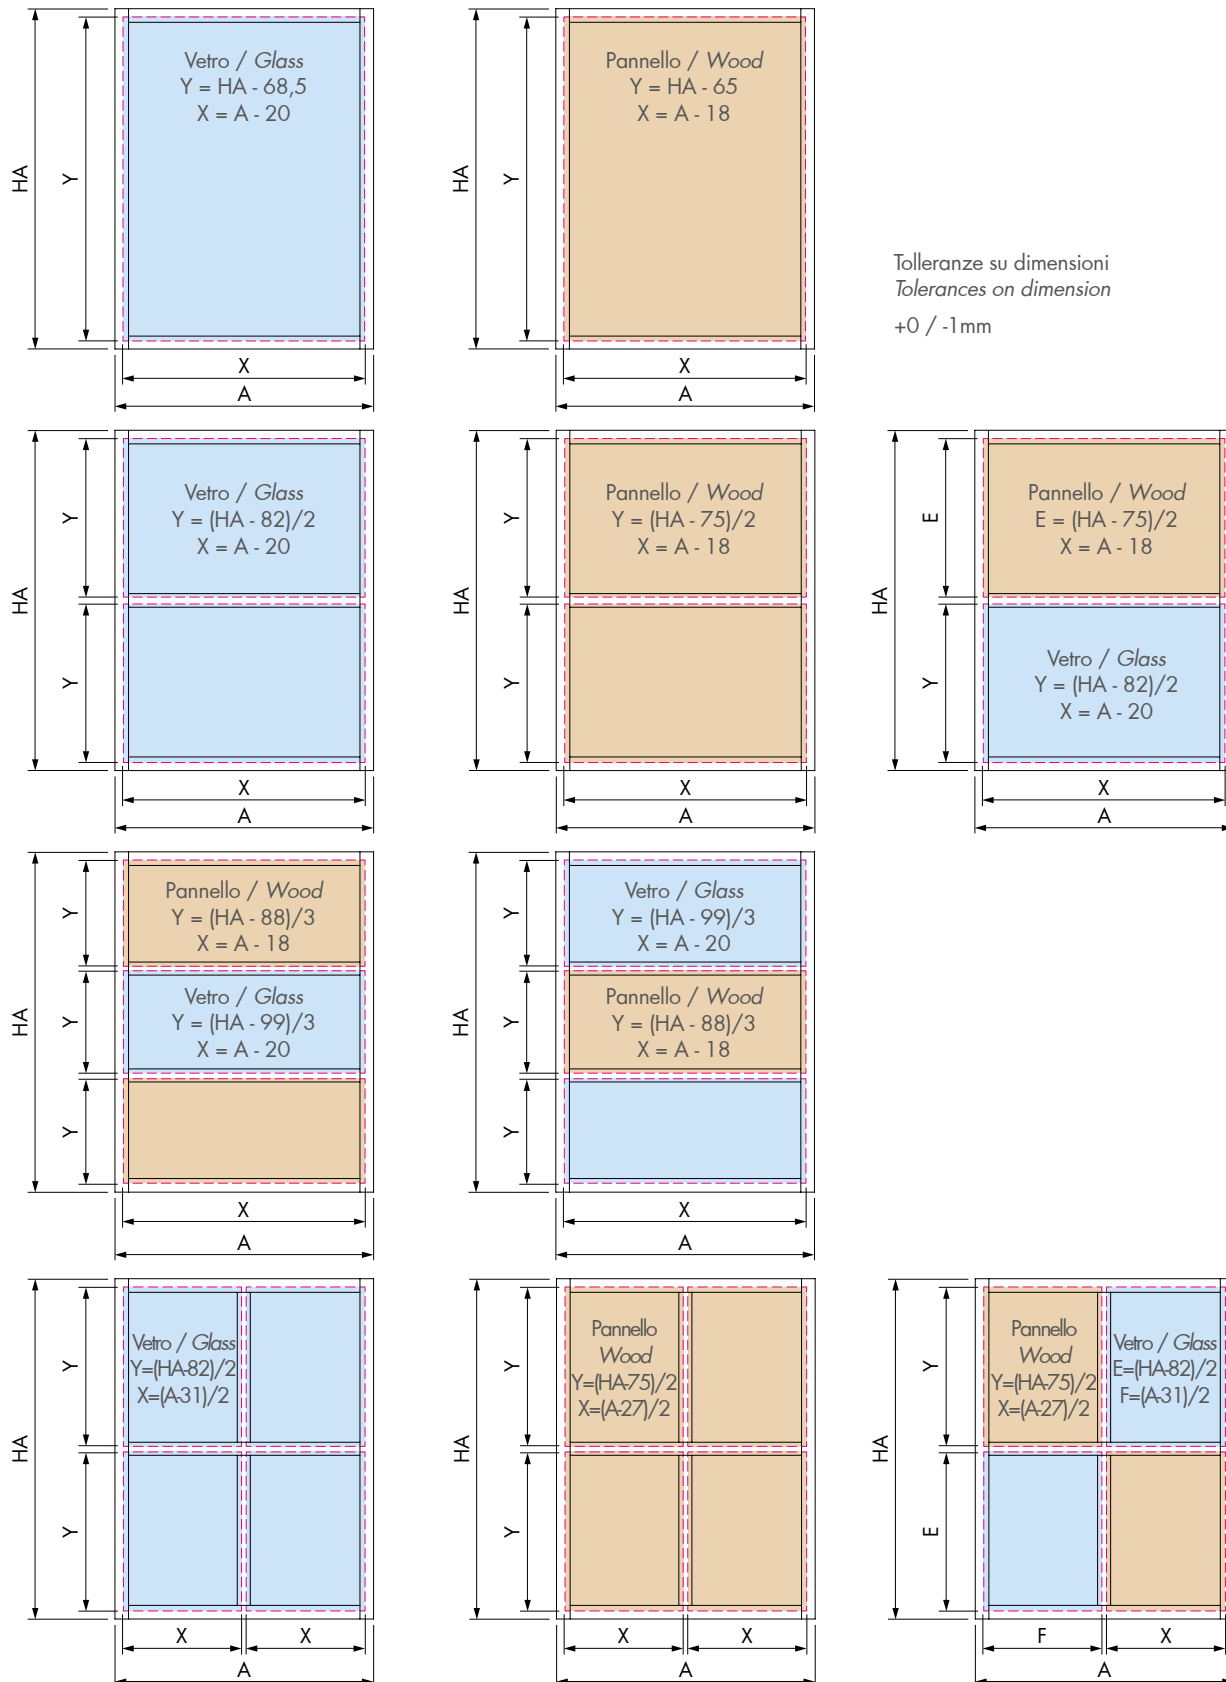 Vetro / Glass
Y = HA - 68,5
X = A - 20
HA
Y
X
A
Pannello / Wood
Y = HA - 65
X = A - 18
HA
Y
X
A
Tolleranze su dimensioni
Tolerances on dimension
+0 / -1mm
Vetro / Glass
Y = (HA - 82)/2
X = A - 20
HA
Y
Y
X
A
Pannello / Wood
Y = (HA - 75)/2
X = A - 18
HA
Y
Y
X
A
Pannello / Wood
E = (HA - 75)/2
X = A - 18
Vetro / Glass
Y = (HA - 82)/2
X = A - 20
HA
E
Y
X
A
Pannello / Wood
Y = (HA - 88)/3
X = A - 18
Vetro / Glass
Y = (HA - 99)/3
X = A - 20
HA
Y
Y
Y
X
A
Vetro / Glass
Y = (HA - 99)/3
X = A - 20
Pannello / Wood
Y = (HA - 88)/3
X = A - 18
HA
Y
Y
Y
X
A
Vetro / Glass
Y=(HA-82)/2
X=(A-31)/2
HA
Y
Y
X
X
A
Pannello
Wood
Y=(HA-75)/2
X=(A-27)/2
HA
Y
Y
X
X
A
Pannello
Wood
Y=(HA-75)/2
X=(A-27)/2
Vetro / Glass
E=(HA-82)/2
F=(A-31)/2
HA
Y
E
F
X
A